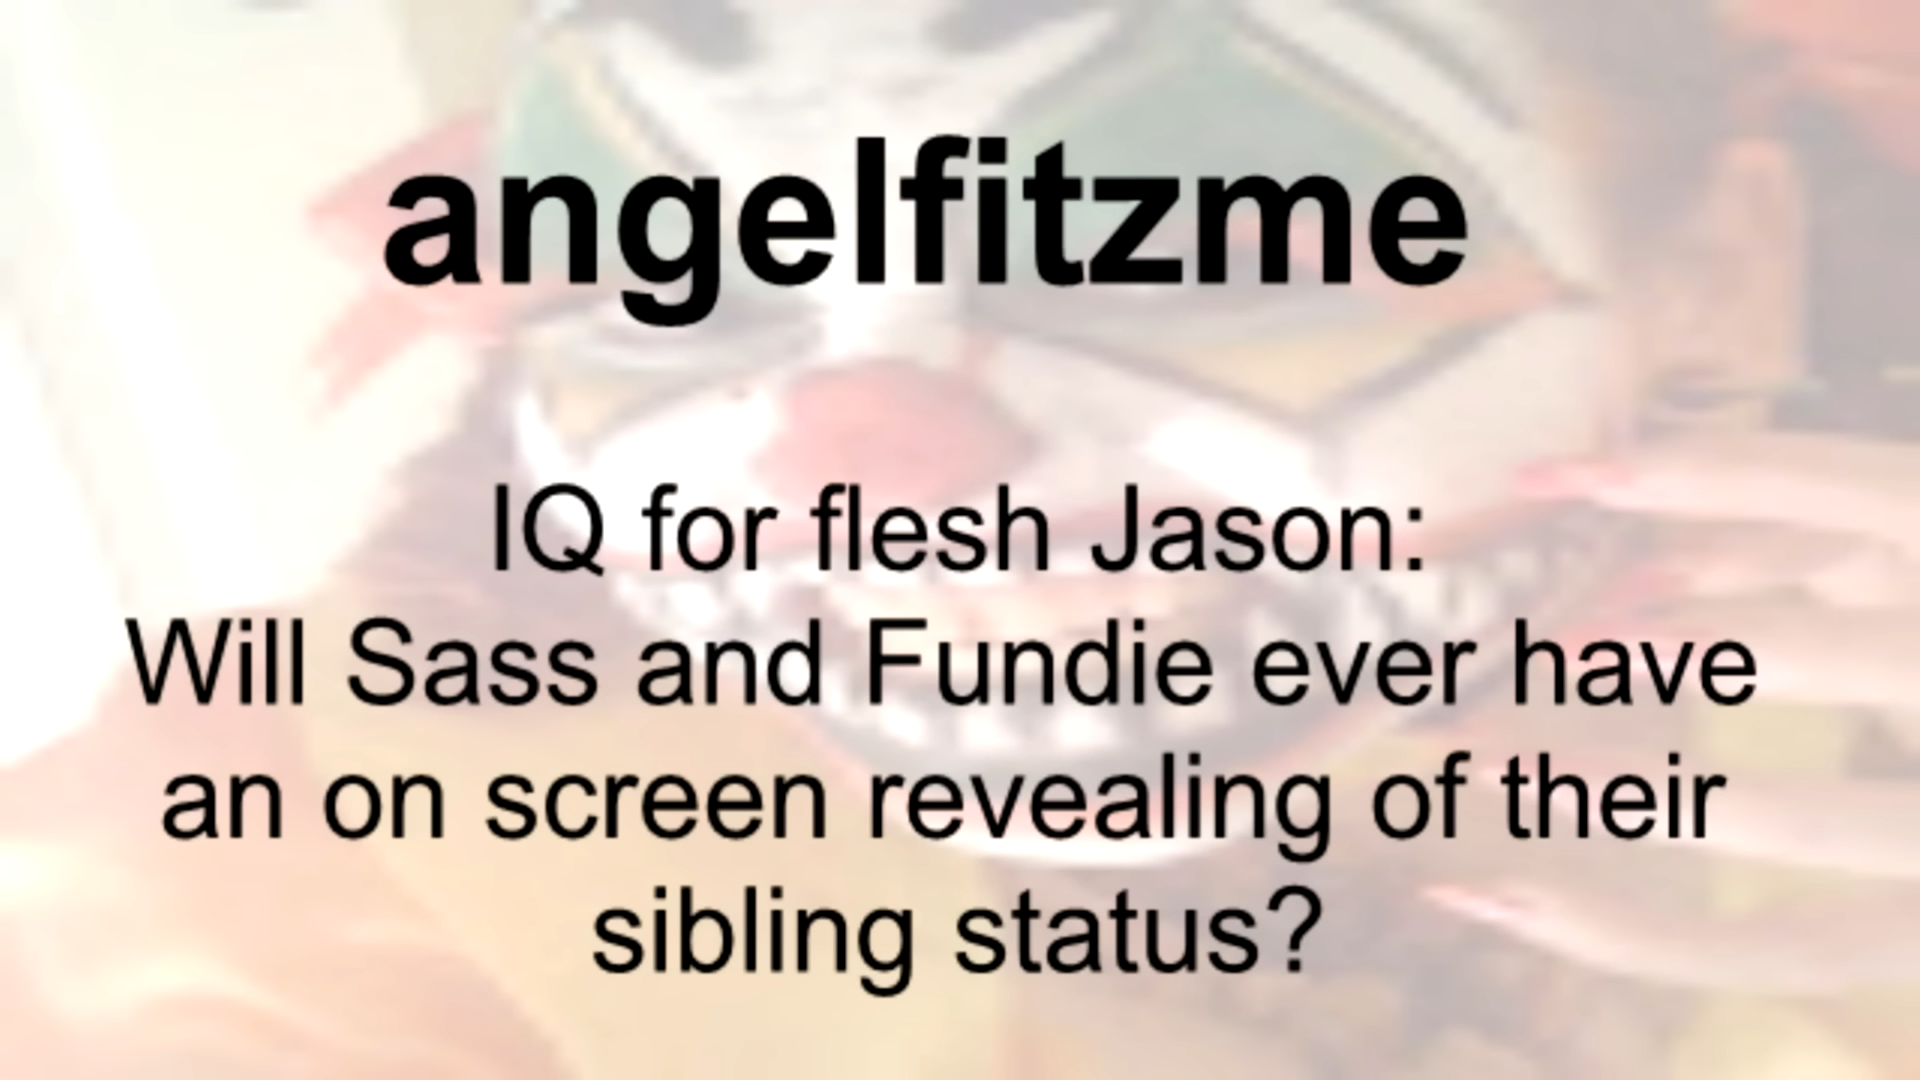 angelfitzme
IQ for flesh Jason:
Will Sass and Fundie ever have
an on screen revealing of their
sibling status?